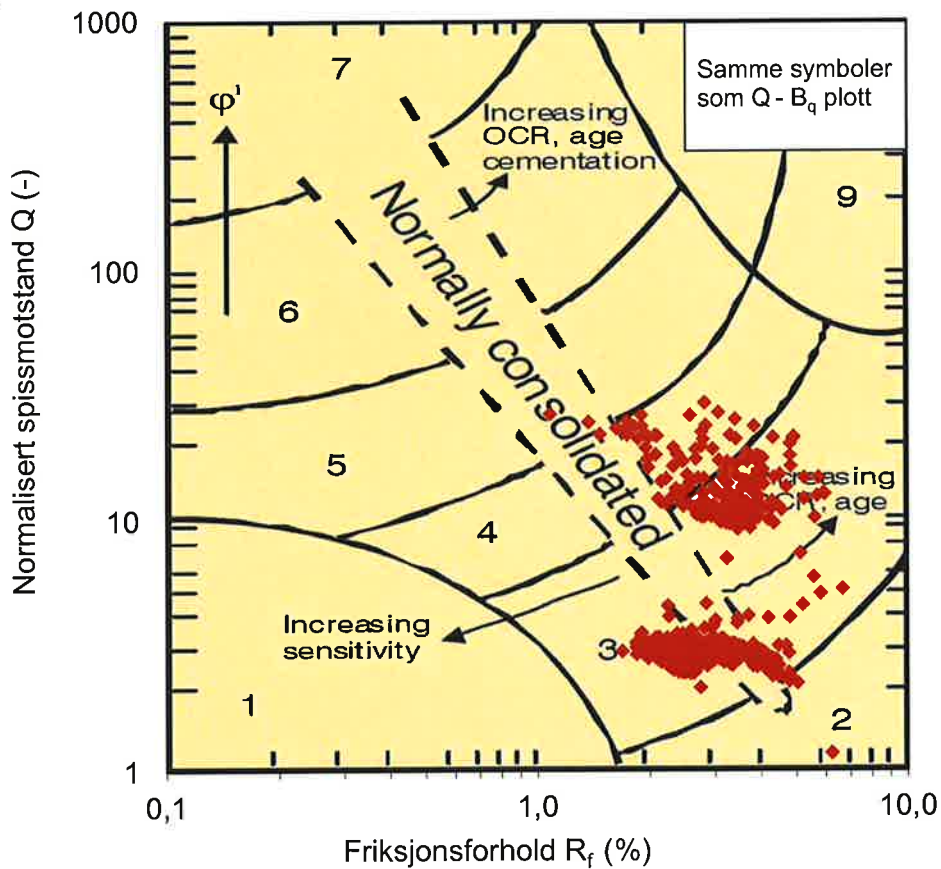 1000
100
10
1
Normalisert spissmotstand Q (-)
φ'
7
Increasing
OCR, age
cementation
Samme symboler
som Q - Bq plott
9
Normally consolidated
6
5
4
Increasing
sensitivity
age
3
1
2
0,1
1,0
10,0
Friksjonsforhold Rf (%)